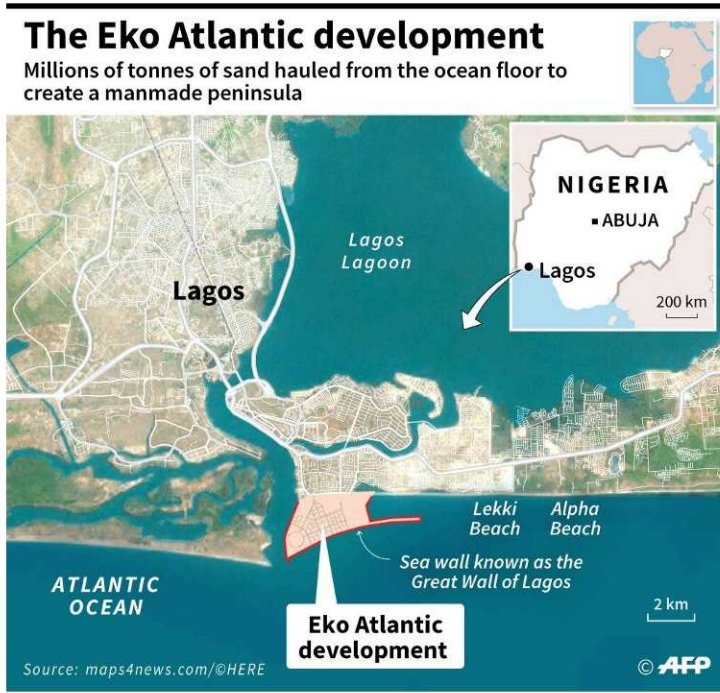 The Eko Atlantic development
Millions of tonnes of sand hauled from the ocean floor to
create a manmade peninsula
NIGERIA
ABUJA
Lagos
200 km
Lagos
Lagoon
Lagos
Lekki
Beach
Alpha
Beach
Sea wall known as the
Great Wall of Lagos
ATLANTIC
OCEAN
Eko Atlantic
development
2 km
Source: maps4news.com/©HERE
© AFP